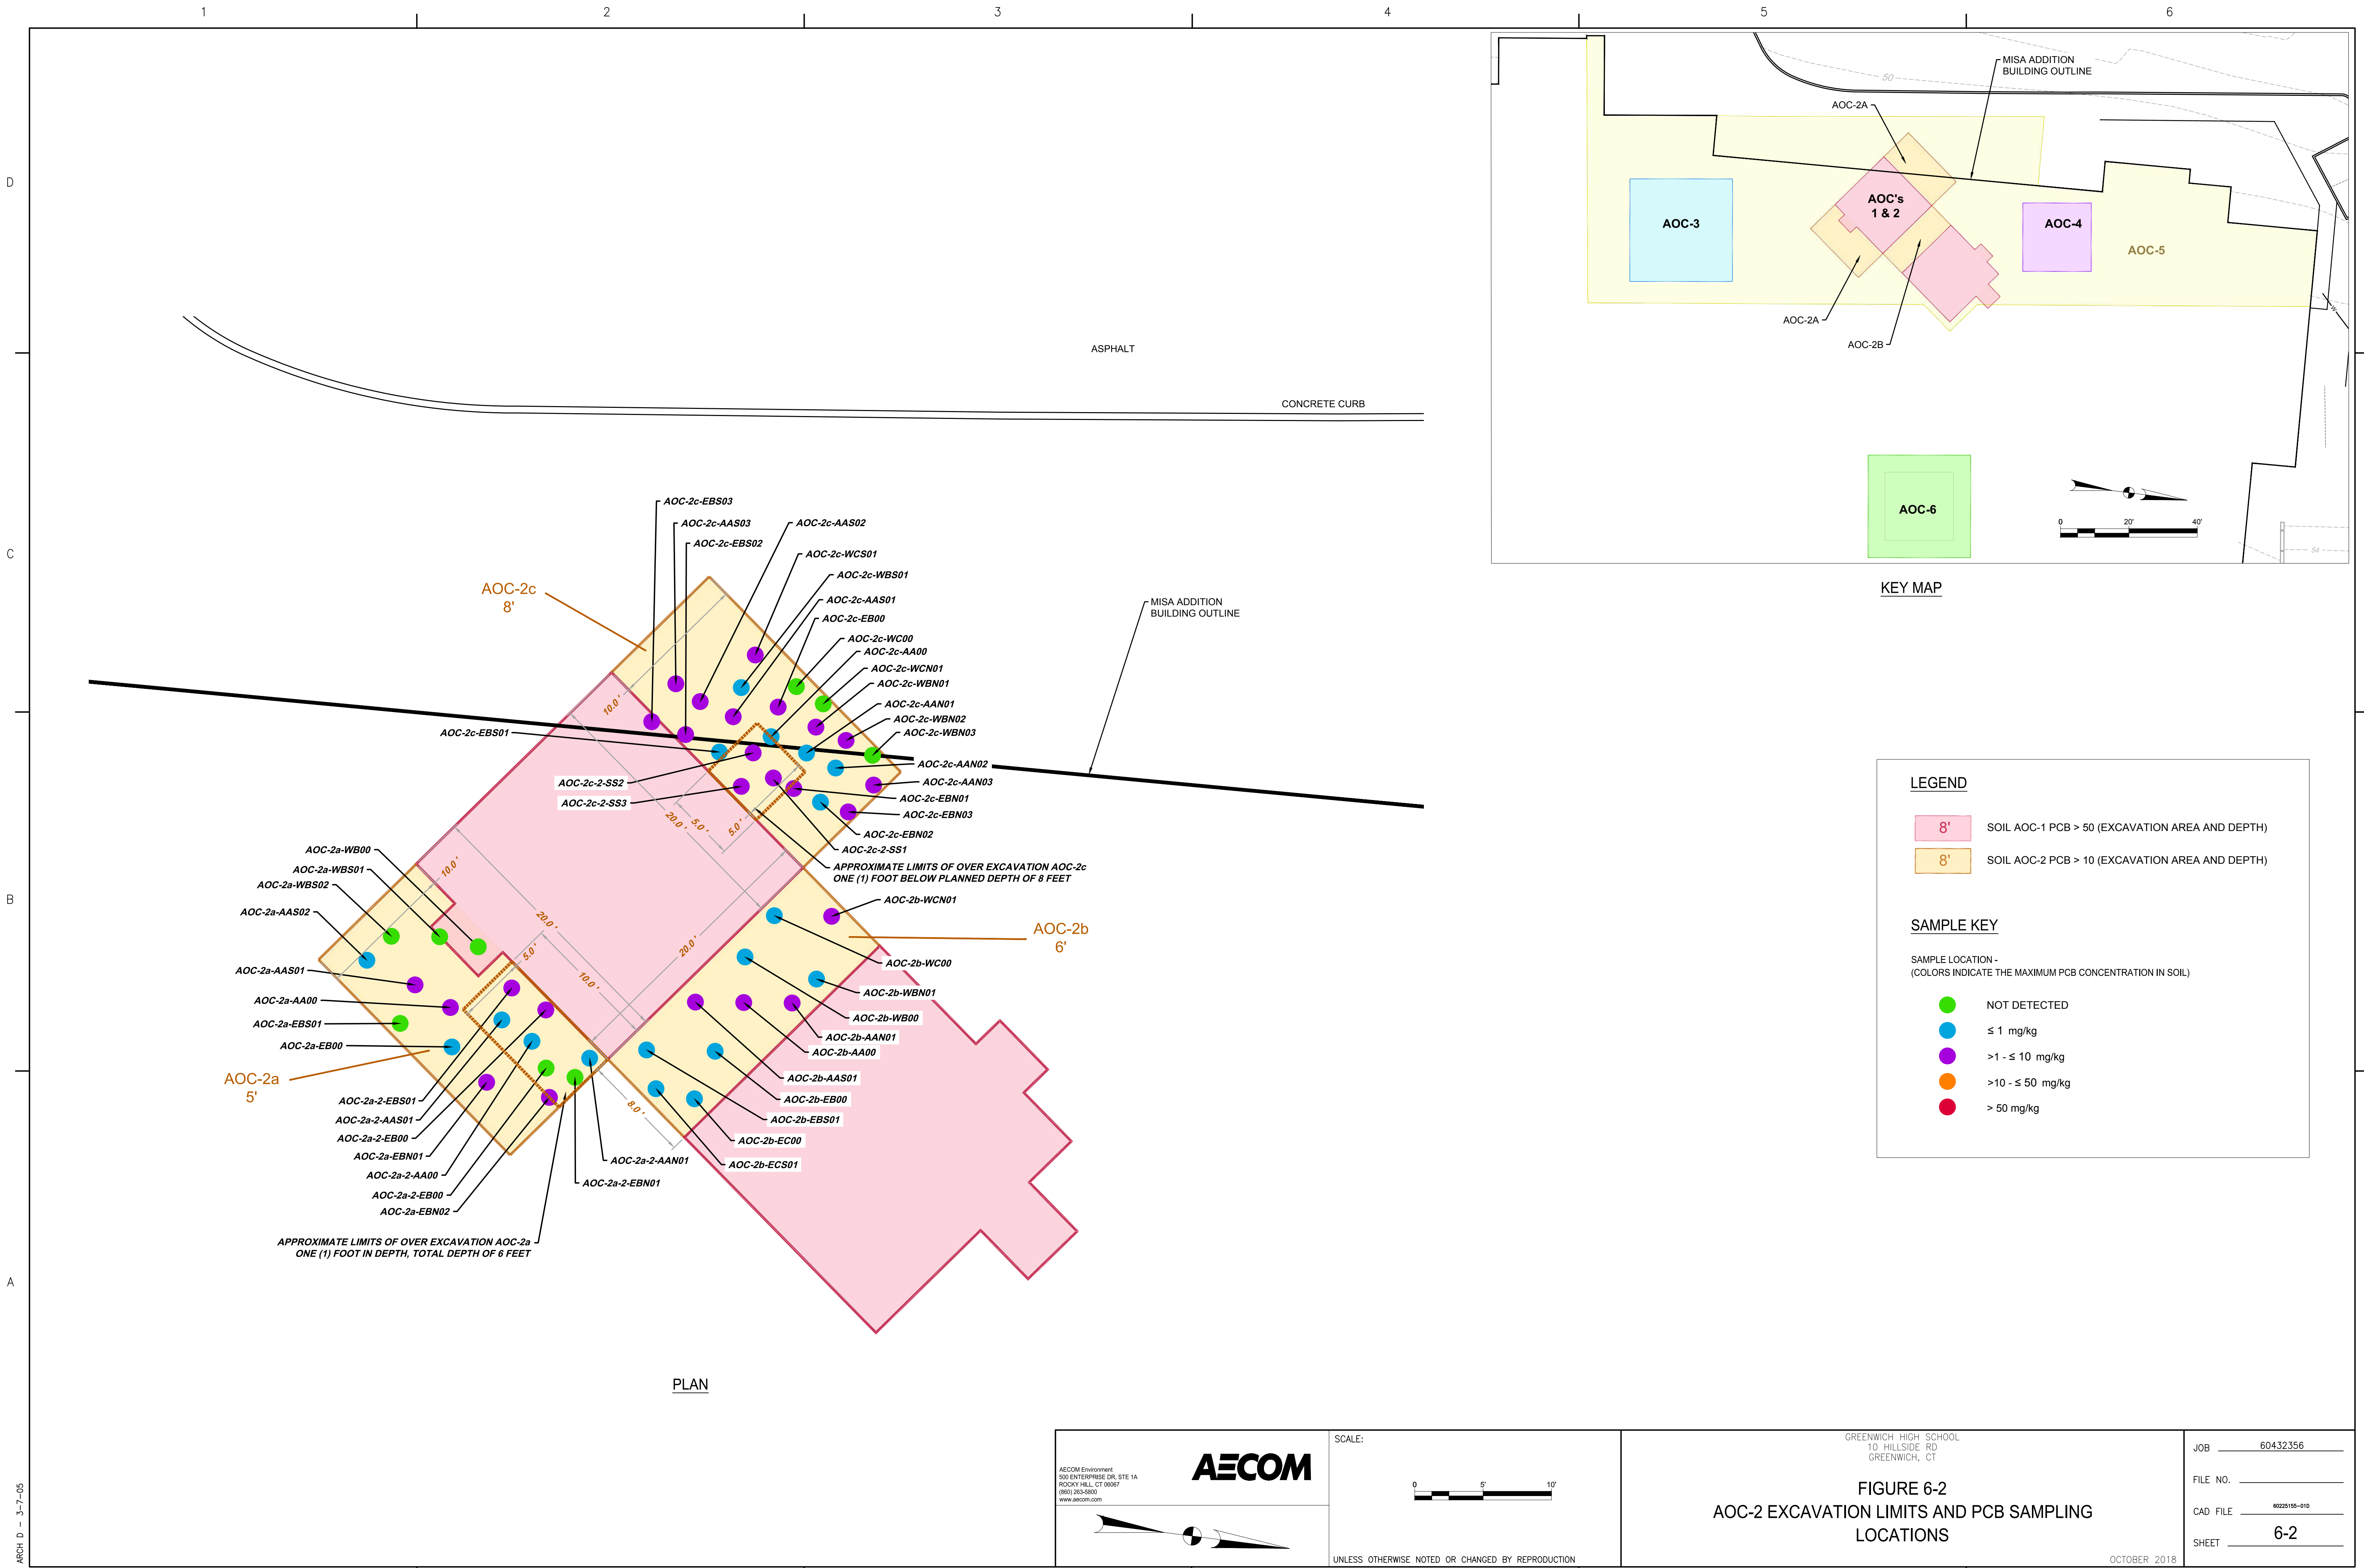 1
2
3
4
5
6
D
C
B
A
MISA ADDITION
BUILDING OUTLINE
50
AOC-2A
AOC's
1 & 2
AOC-3
AOC-4
AOC-5
AOC-2A
AOC-2B
W
AOC-6
0
20'
40'
54
KEY MAP
ASPHALT
CONCRETE CURB
AOC-2c-EBS03
AOC-2c-AAS03
AOC-2c-AAS02
AOC-2c-EBS02
AOC-2c-WCS01
AOC-2c-WBS01
AOC-2c
8'
AOC-2c-AAS01
AOC-2c-EB00
MISA ADDITION
BUILDING OUTLINE
AOC-2c-WC00
AOC-2c-AA00
AOC-2c-WCN01
AOC-2c-WBN01
10.0 '
AOC-2c-AAN01
AOC-2c-WBN02
AOC-2c-EBS01
AOC-2c-WBN03
AOC-2c-AAN02
AOC-2c-2-SS2
AOC-2c-AAN03
AOC-2c-EBN01
AOC-2c-2-SS3
AOC-2c-EBN03
20.0 '
5.0 '
5.0 '
AOC-2c-EBN02
AOC-2c-2-SS1
APPROXIMATE LIMITS OF OVER EXCAVATION AOC-2c
ONE (1) FOOT BELOW PLANNED DEPTH OF 8 FEET
AOC-2a-WB00
AOC-2a-WBS01
10.0 '
AOC-2a-WBS02
AOC-2b-WCN01
AOC-2a-AAS02
20.0 '
AOC-2b
6'
5.0 '
20.0 '
AOC-2b-WC00
AOC-2a-AAS01
10.0 '
AOC-2b-WBN01
AOC-2a-AA00
AOC-2b-WB00
AOC-2a-EBS01
AOC-2b-AAN01
AOC-2a-EB00
AOC-2b-AA00
AOC-2a
5'
AOC-2b-AAS01
AOC-2a-2-EBS01
8.0 '
AOC-2b-EB00
AOC-2a-2-AAS01
AOC-2b-EBS01
AOC-2a-2-EB00
AOC-2b-EC00
AOC-2a-EBN01
AOC-2a-2-AAN01
AOC-2b-ECS01
AOC-2a-2-AA00
AOC-2a-2-EBN01
AOC-2a-2-EB00
AOC-2a-EBN02
APPROXIMATE LIMITS OF OVER EXCAVATION AOC-2a
ONE (1) FOOT IN DEPTH, TOTAL DEPTH OF 6 FEET
PLAN
LEGEND
8'
SOIL AOC-1 PCB > 50 (EXCAVATION AREA AND DEPTH)
8'
SOIL AOC-2 PCB > 10 (EXCAVATION AREA AND DEPTH)
SAMPLE KEY
SAMPLE LOCATION -
(COLORS INDICATE THE MAXIMUM PCB CONCENTRATION IN SOIL)
NOT DETECTED
≤ 1 mg/kg
>1 - ≤ 10 mg/kg
>10 - ≤ 50 mg/kg
> 50 mg/kg
ARCH D - 3-7-05
AECOM Environment
500 ENTERPRISE DR, STE 1A
ROCKY HILL, CT 06067
(860) 263-5800
www.aecom.com
AECOM
SCALE:
0
5'
10'
UNLESS OTHERWISE NOTED OR CHANGED BY REPRODUCTION
GREENWICH HIGH SCHOOL
10 HILLSIDE RD
GREENWICH, CT
FIGURE 6-2
AOC-2 EXCAVATION LIMITS AND PCB SAMPLING
LOCATIONS
OCTOBER 2018
JOB 60432356
FILE NO.
CAD FILE 60225155-01D
SHEET 6-2